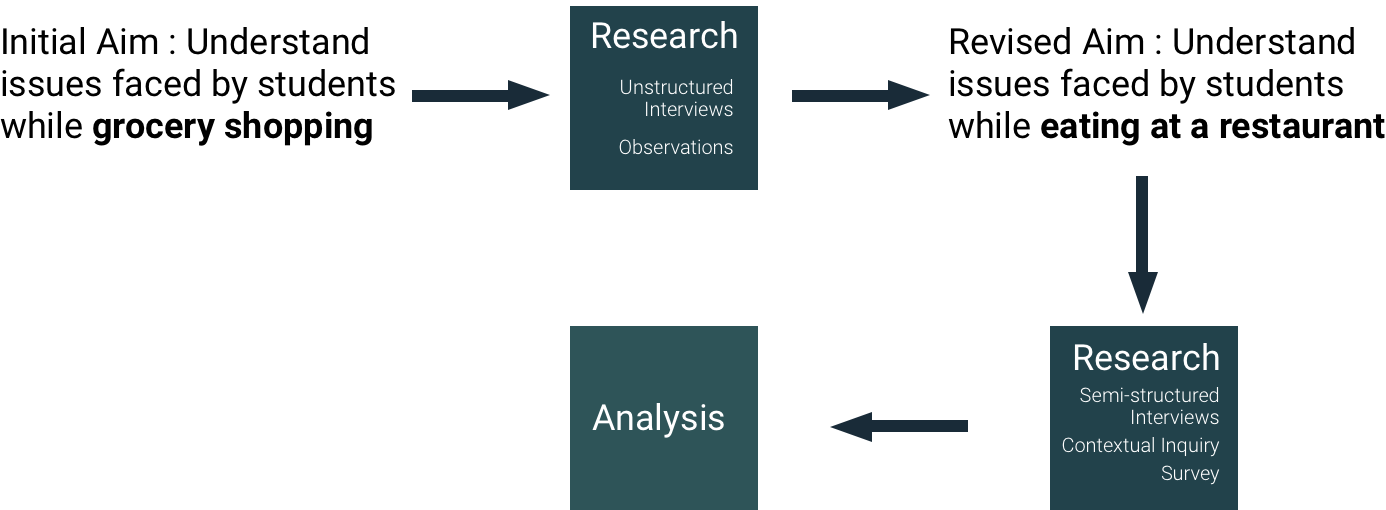 Initial Aim : Understand
issues faced by students
while grocery shopping
Research
Unstructured
Interviews
Observations
Revised Aim : Understand
issues faced by students
while eating at a restaurant
Research
Semi-structured
Interviews
Contextual Inquiry
Survey
Analysis